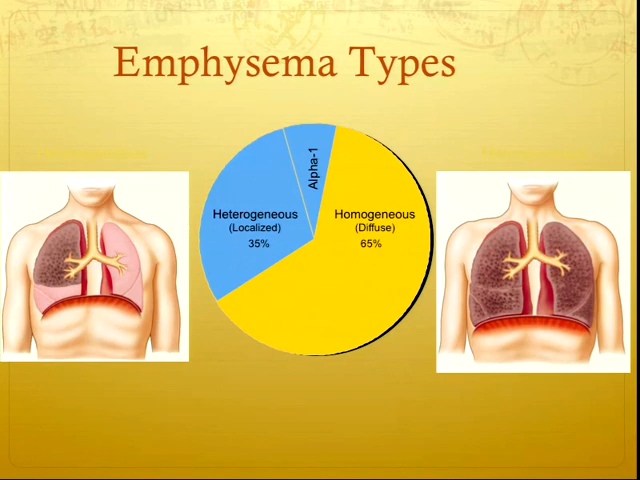 Emphysema Types
Alpha-1
Heterogeneous
(Localized)
35%
Homogeneous
(Diffuse)
65%